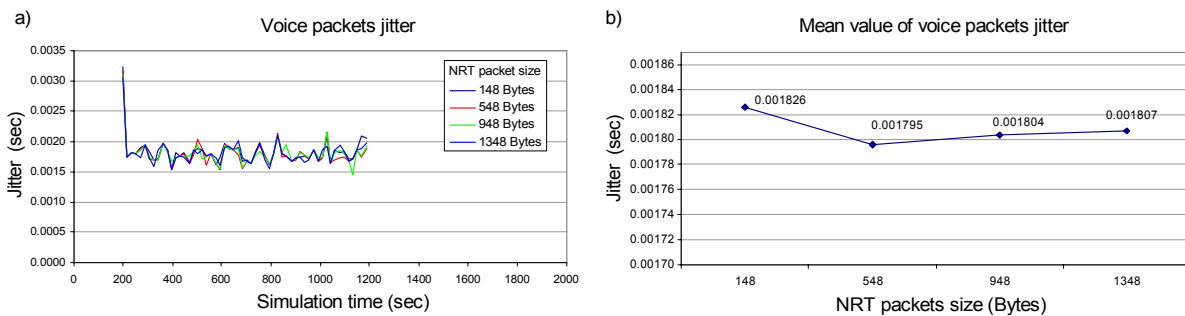 a)
Voice packets jitter
0.0035
0.0030
0.0025
0.0020
0.0015
0.0010
0.0005
0.0000
Jitter (sec)
0 200 400 600 800 1000 1200 1400 1600 1800 2000
Simulation time (sec)
NRT packet size
148 Bytes
548 Bytes
948 Bytes
1348 Bytes
b)
Mean value of voice packets jitter
0.00186
0.00184
0.00182
0.00180
0.00178
0.00176
0.00174
0.00172
0.00170
Jitter (sec)
0.001826
0.001795
0.001804
0.001807
148 548 948 1348
NRT packets size (Bytes)